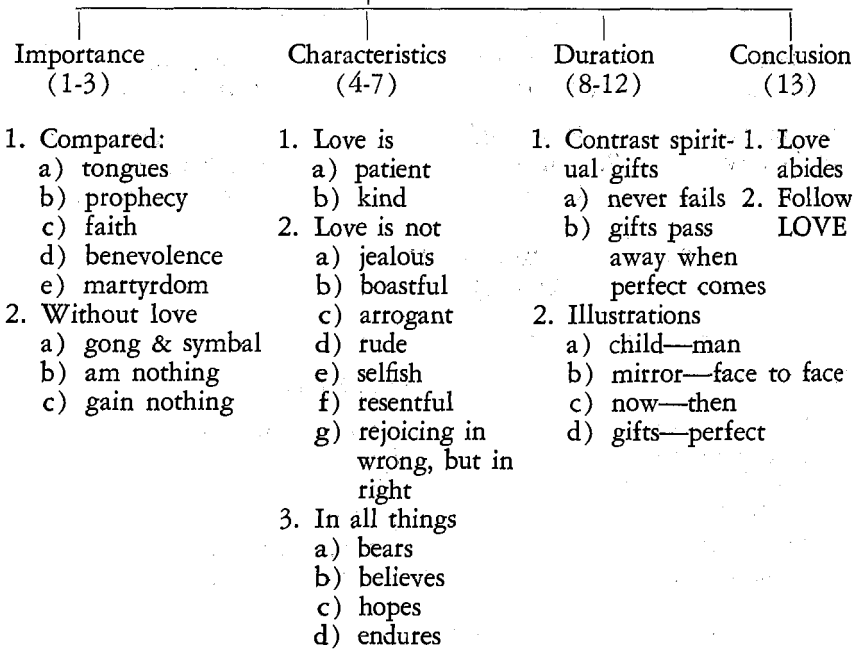 Importance
(1-3)
1. Compared:
a) tongues
b) prophecy
c) faith
d) benevolence
e) martyrdom
2. Without love
a) gong & symbal
b) am nothing
c) gain nothing
Characteristics
(4-7)
1. Love is
a) patient
b) kind
2. Love is not
a) jealous
b) boastful
c) arrogant
d) rude
e) selfish
f) resentful
g) rejoicing in
wrong, but in
right
3. In all things
a) bears
b) believes
c) hopes
d) endures
Duration
(8-12)
1. Contrast spirit-
ual gifts
a) never fails
b) gifts pass
away when
perfect comes
2. Illustrations
a) child—man
b) mirror—face to face
c) now—then
d) gifts—perfect
Conclusion
(13)
1. Love
abides
2. Follow
LOVE